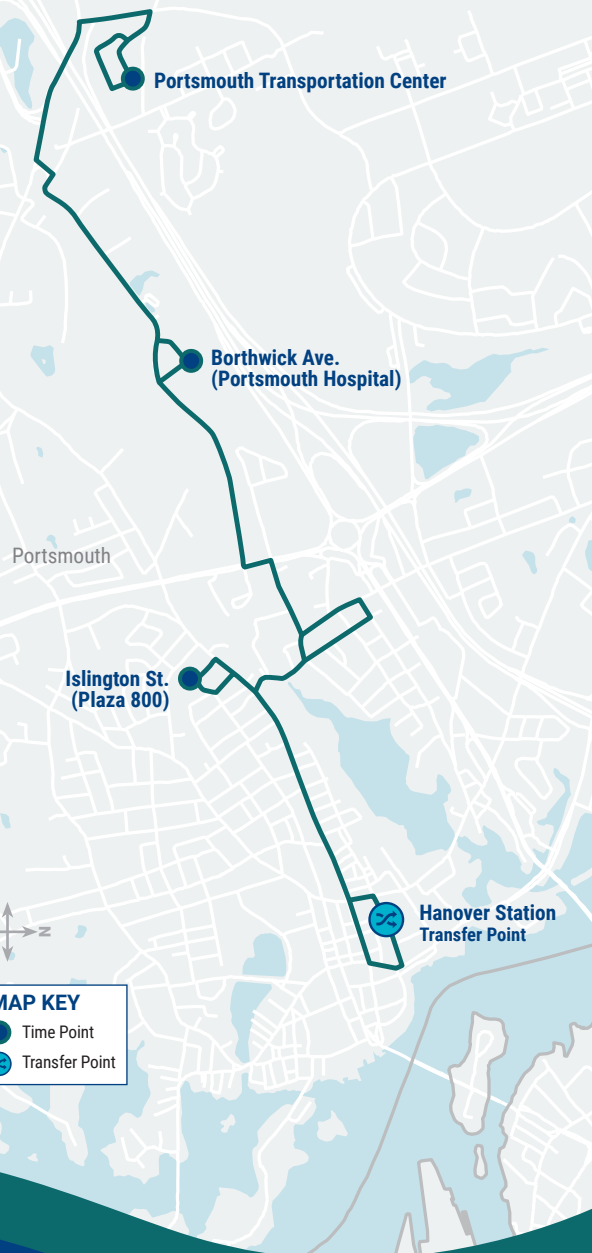 Portsmouth Transportation Center
Borthwick Ave.
(Portsmouth Hospital)
Portsmouth
Islington St.
(Plaza 800)
Hanover Station
Transfer Point
N
MAP KEY
Time Point
Transfer Point